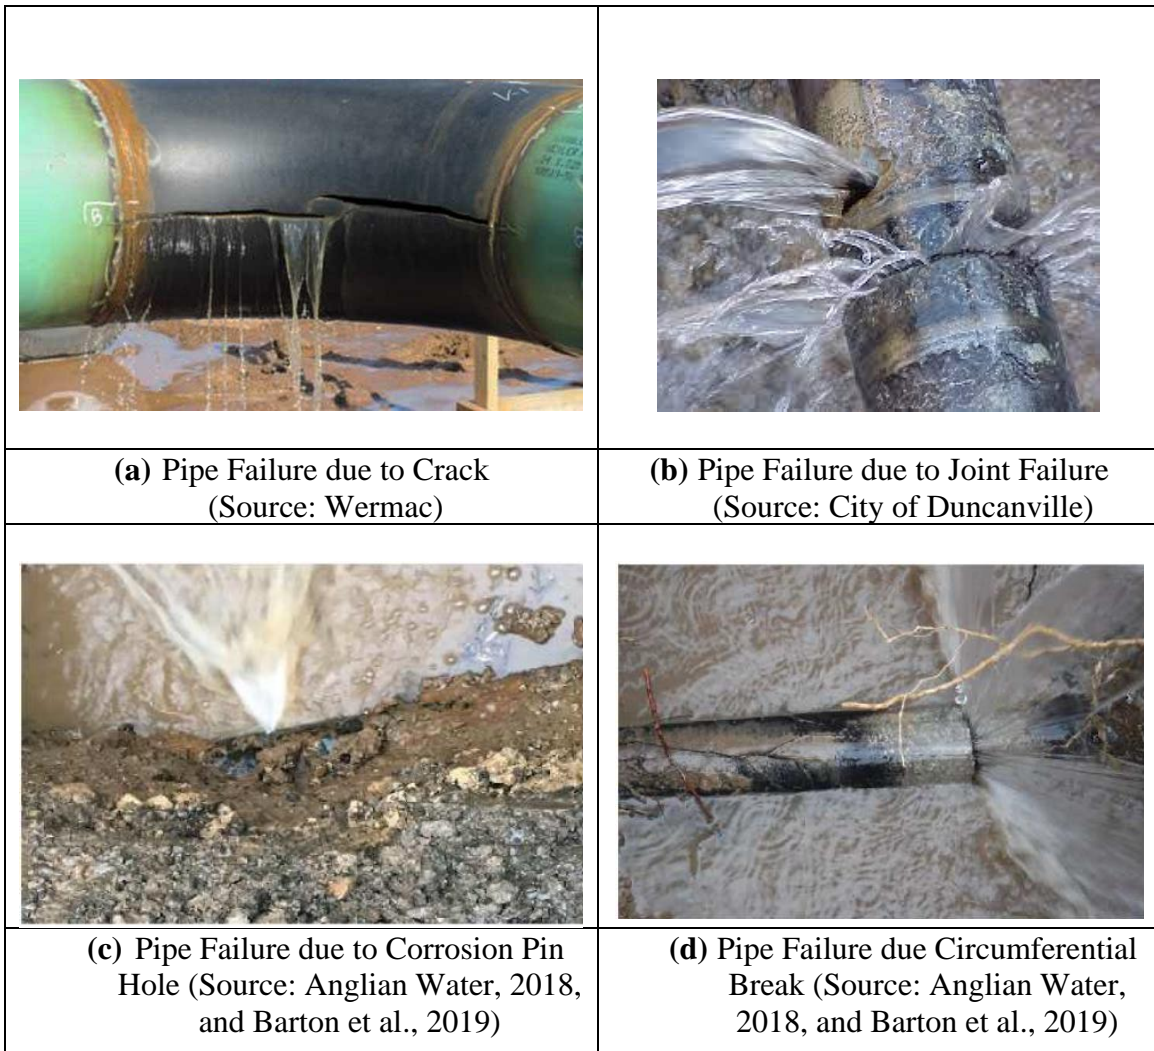 B
(a) Pipe Failure due to Crack
(Source: Wermac)
(b) Pipe Failure due to Joint Failure
(Source: City of Duncanville)
(c) Pipe Failure due to Corrosion Pin
Hole (Source: Anglian Water, 2018,
and Barton et al., 2019)
(d) Pipe Failure due Circumferential
Break (Source: Anglian Water,
2018, and Barton et al., 2019)